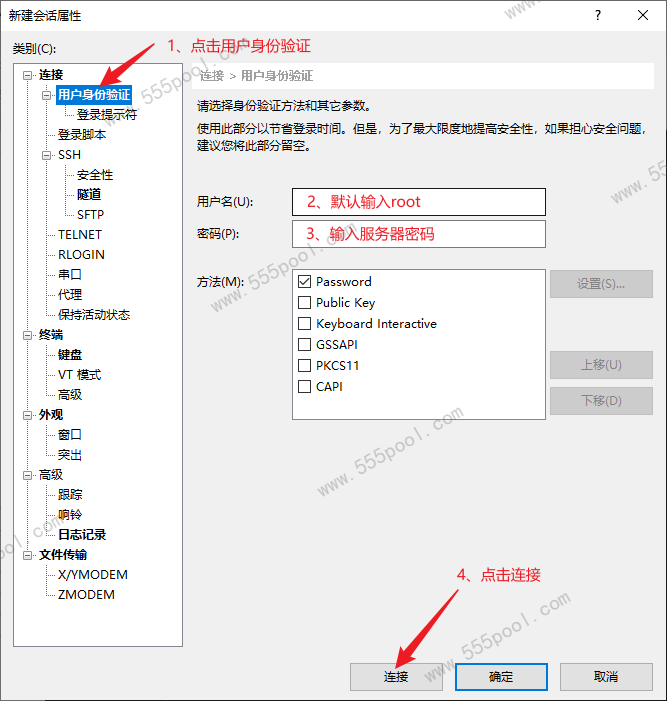 新建会话属性
?
类别(C):
1、点击用户身份验证
连接
用户身份验证
登录提示符
登录脚本
SSH
安全性
隧道
SFTP
TELNET
RLOGIN
串口
代理
保持活动状态
终端
键盘
VT 模式
高级
外观
窗口
突出
高级
跟踪
响铃
日志记录
文件传输
X/YMODEM
ZMODEM
连接 > 用户身份验证
请选择身份验证方法和其它参数。
使用此部分以节省登录时间。但是，为了最大限度地提高安全性，如果担心安全问题，
建议您将此部分留空。
用户名(U):
2、默认输入root
密码(P):
3、输入服务器密码
方法(M):
Password
Public Key
Keyboard Interactive
GSSAPI
PKCS11
CAPI
设置(S)...
上移(U)
下移(D)
4、点击连接
连接
确定
取消
www.555pool.com
www.555pool.com
www.555pool.com
www.555pool.com